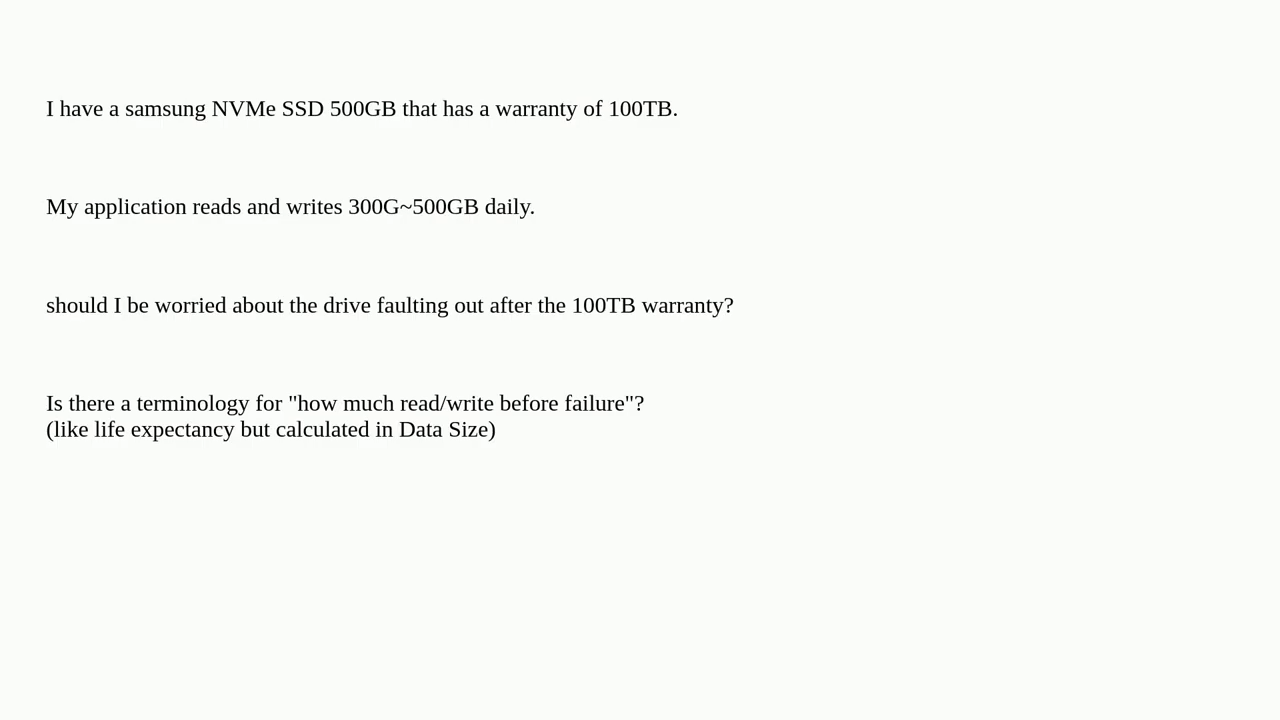 I have a samsung NVMe SSD 500GB that has a warranty of 100TB.
My application reads and writes 300G~500GB daily.
should I be worried about the drive faulting out after the 100TB warranty?
Is there a terminology for "how much read/write before failure"?
(like life expectancy but calculated in Data Size)